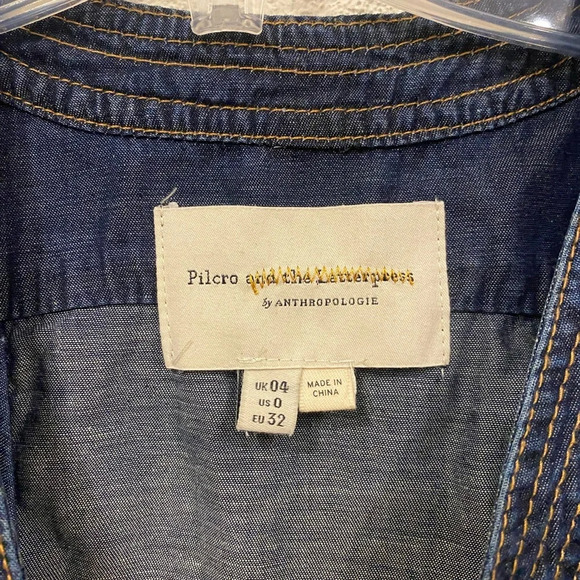 Pilcro and the Letterpress
by ANTHROPOLOGIE
UK 04
US 0
EU 32
MADE IN
CHINA